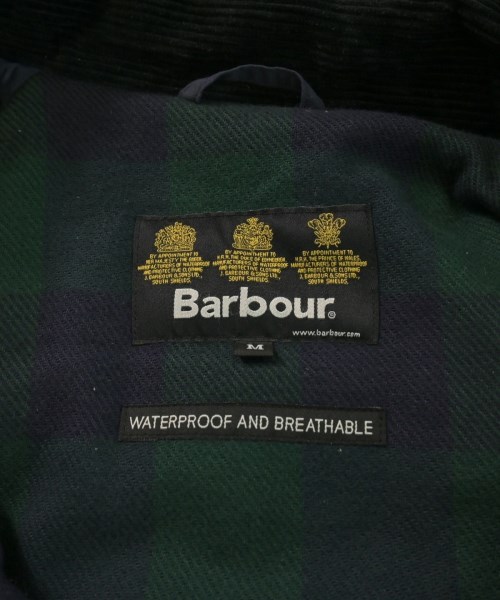 BY APPOINTMENT TO
HER MAJESTY THE QUEEN
MANUFACTURERS OF WATERPROOF
AND PROTECTIVE CLOTHING
J. BARBOUR & SONS LTD.
SOUTH SHIELDS.
BY APPOINTMENT TO
H.R.H. THE DUKE OF EDINBURGH
MANUFACTURERS OF WATERPROOF
AND PROTECTIVE CLOTHING
J. BARBOUR & SONS LTD.
SOUTH SHIELDS.
BY APPOINTMENT TO
H.R.H. THE PRINCE OF WALES.
MANUFACTURERS OF WATERPROOF
AND PROTECTIVE CLOTHING
J. BARBOUR & SONS LTD.
SOUTH SHIELDS.
Barbour®
www.barbour.com
M
WATERPROOF AND BREATHABLE